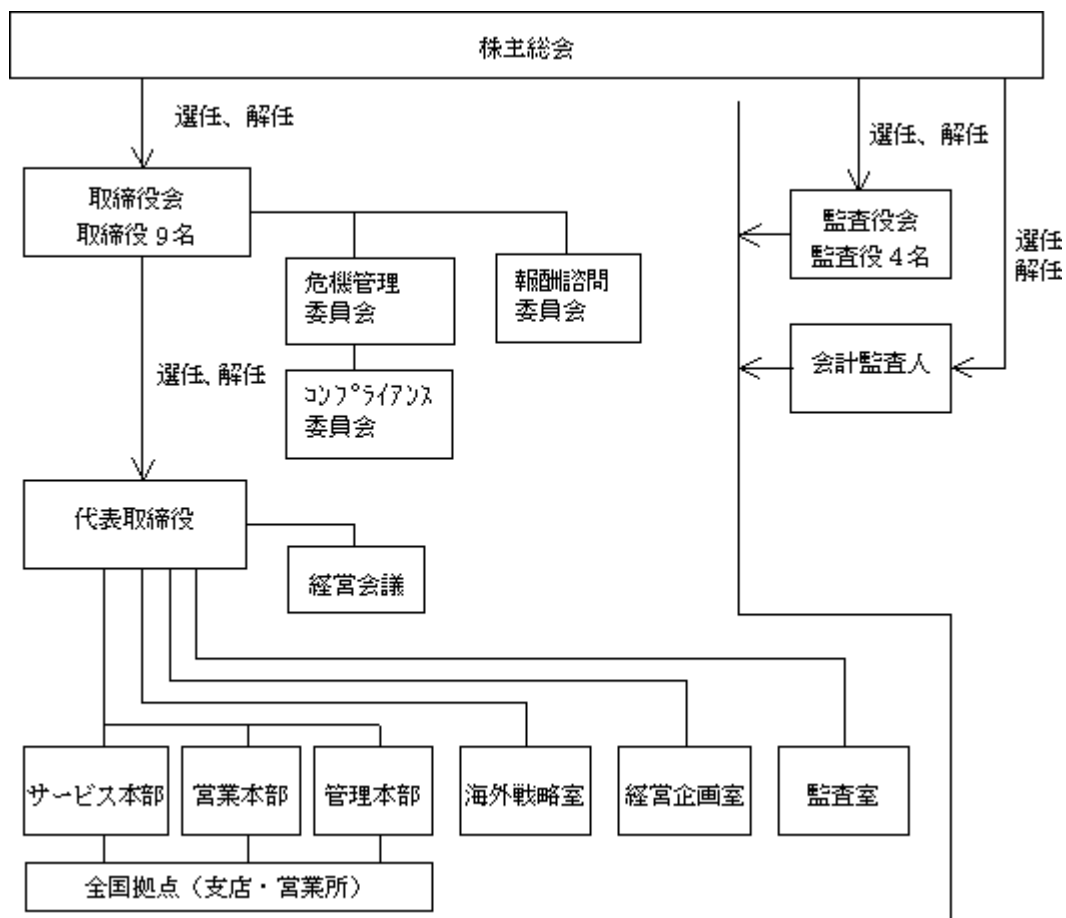 株主総会
選任、解任
選任、解任
取締役会
取締役9名
監査役会
監査役4名
選任
解任
危機管理
委員会
報酬諮問
委員会
会計監査人
選任、解任
コンプライアンス
委員会
代表取締役
経営会議
サービス本部
営業本部
管理本部
海外戦略室
経営企画室
監査室
全国拠点（支店・営業所）